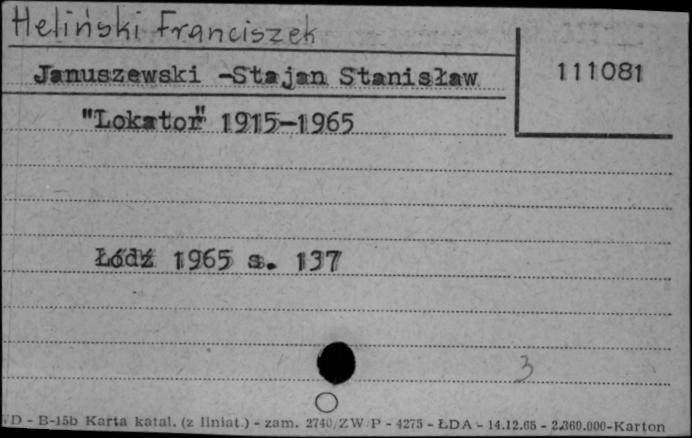 Heliński Franciszek
Januszewski -Stajan Stanisław
111081
"Lokator" 1915-1965
Łódź 1965 s. 137
3
D - B-15b Karta katal. (z liniat.) - zam. 2740/ZW/P - 4275 - ŁDA - 14.12.65 - 2.360.000-Karton